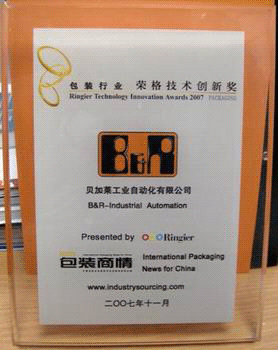 包装行业 荣格技术创新奖
Ringier Technology Innovation Awards 2007 PACKAGING
B&R
贝加莱工业自动化有限公司
B&R-Industrial Automation
Presented by Ringier
包装商情 International Packaging
News for China
www.industrysourcing.com
二〇〇七年十一月